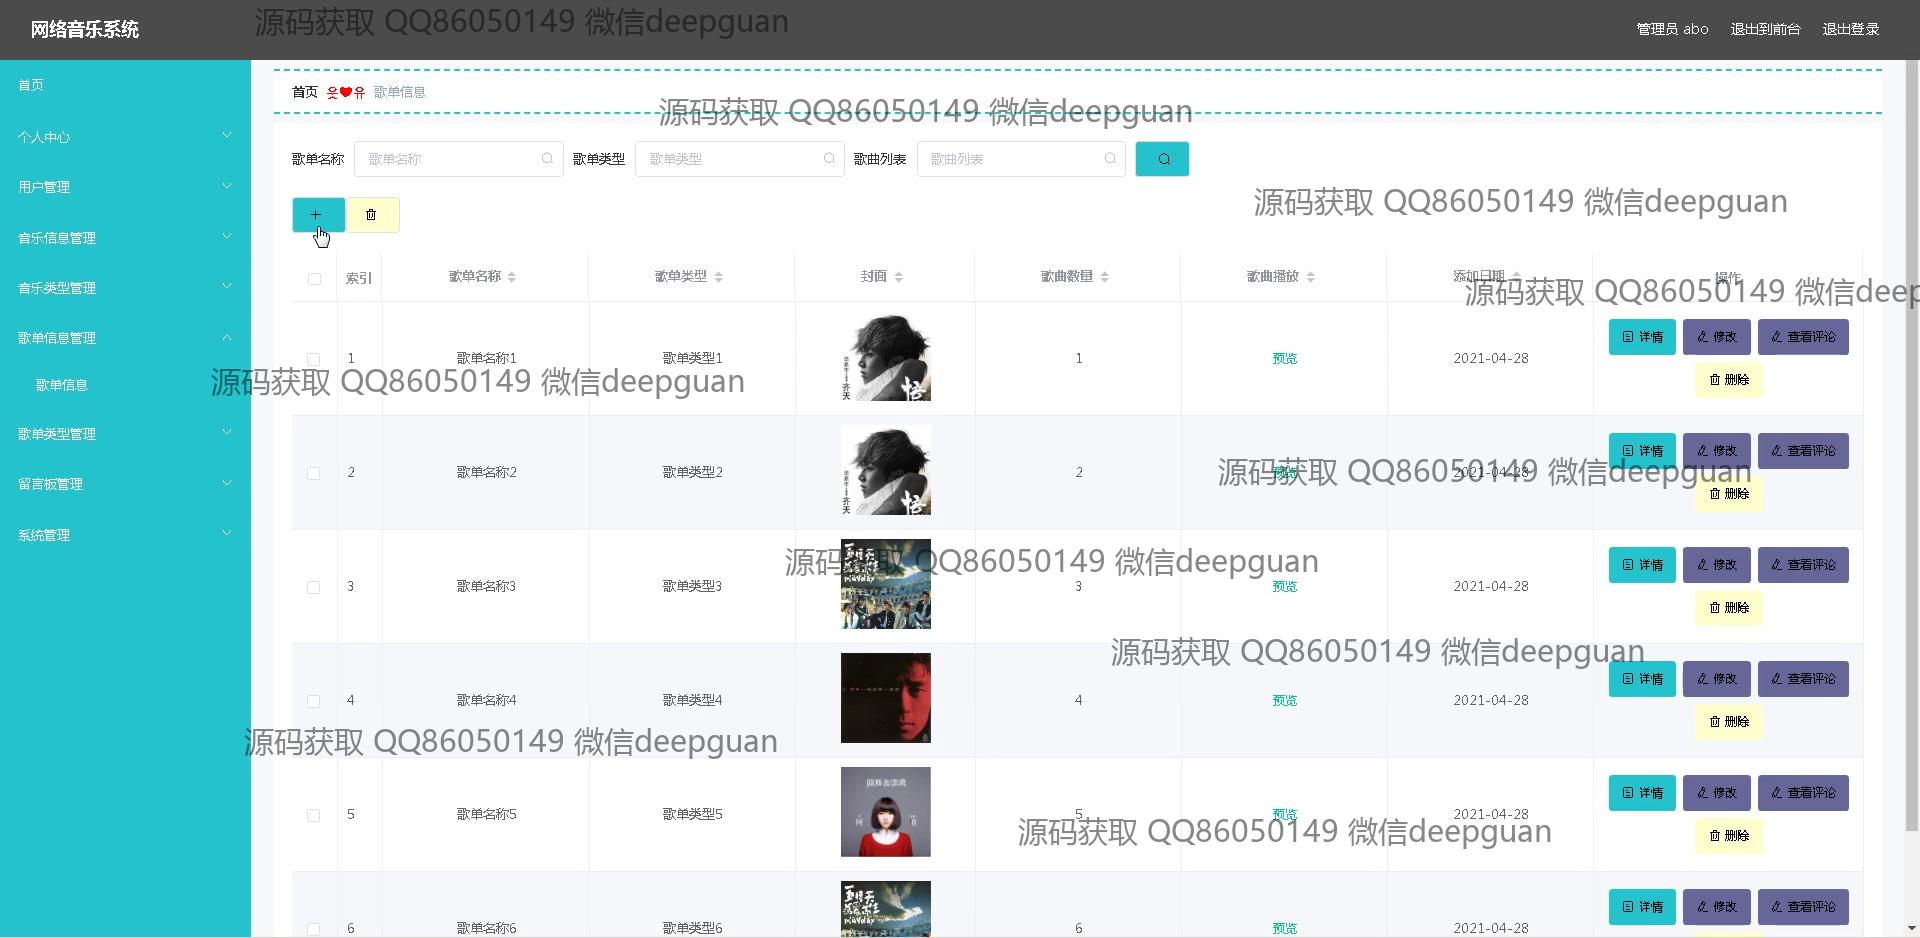 网络音乐系统
源码获取 QQ86050149 微信deepguan
管理员 abo 退出到前台 退出登录
首页
个人中心
用户管理
音乐信息管理
音乐类型管理
歌单信息管理
歌单信息
歌单类型管理
留言板管理
系统管理
首页 웃❤유 歌单信息
源码获取 QQ86050149 微信deepguan
歌单名称 歌单名称 歌单类型 歌单类型 歌曲列表 歌曲列表
源码获取 QQ86050149 微信deepguan
索引 歌单名称 歌单类型 封面 歌曲数量 歌曲播放 添加日期 操作
源码获取 QQ86050149 微信deep
1 歌单名称1 歌单类型1 齐天 悟 1 预览 2021-04-28 详情 修改 查看评论
删除
源码获取 QQ86050149 微信deepguan
2 歌单名称2 歌单类型2 齐天 悟 2 预览 2021-04-28 详情 修改 查看评论
删除
源码获取 QQ86050149 微信deepguan
3 歌单名称3 歌单类型3 3 预览 2021-04-28 详情 修改 查看评论
删除
源码获取 QQ86050149 微信deepguan
4 歌单名称4 歌单类型4 4 预览 2021-04-28 详情 修改 查看评论
删除
源码获取 QQ86050149 微信deepguan
源码获取 QQ86050149 微信deepguan
5 歌单名称5 歌单类型5 5 预览 2021-04-28 详情 修改 查看评论
删除
源码获取 QQ86050149 微信deepguan
6 歌单名称6 歌单类型6 6 预览 2021-04-28 详情 修改 查看评论